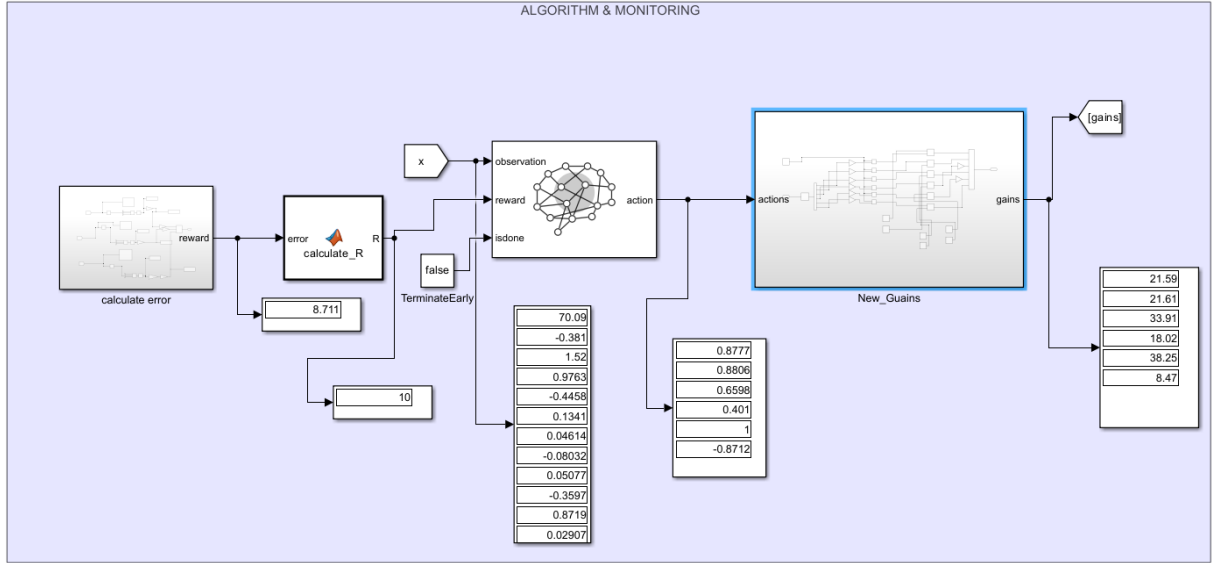 ALGORITHM & MONITORING
[gains]
x
observation
reward
action
isdone
actions
gains
reward
error
R
calculate_R
false
TerminateEarly
calculate error
New_Guains
8.711
10
70.09
-0.381
1.52
0.9763
-0.4458
0.1341
0.04614
-0.08032
0.05077
-0.3597
0.8719
0.02907
0.8777
0.8806
0.6598
0.401
1
-0.8712
21.59
21.61
33.91
18.02
38.25
8.47